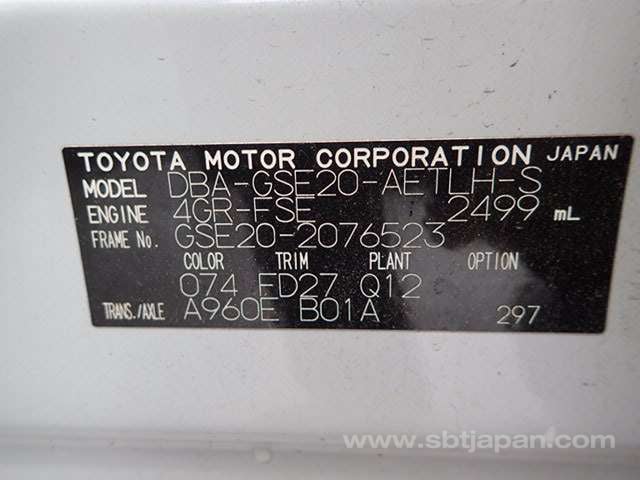 TOYOTA MOTOR CORPORATION JAPAN
MODEL DBA-GSE20-AETLH-S
ENGINE 4GR-FSE 2499 mL
FRAME No. GSE20-2076523
COLOR TRIM PLANT OPTION
074 FD27 Q12
TRANS./AXLE A960E B01A 297
www.sbtjapan.com